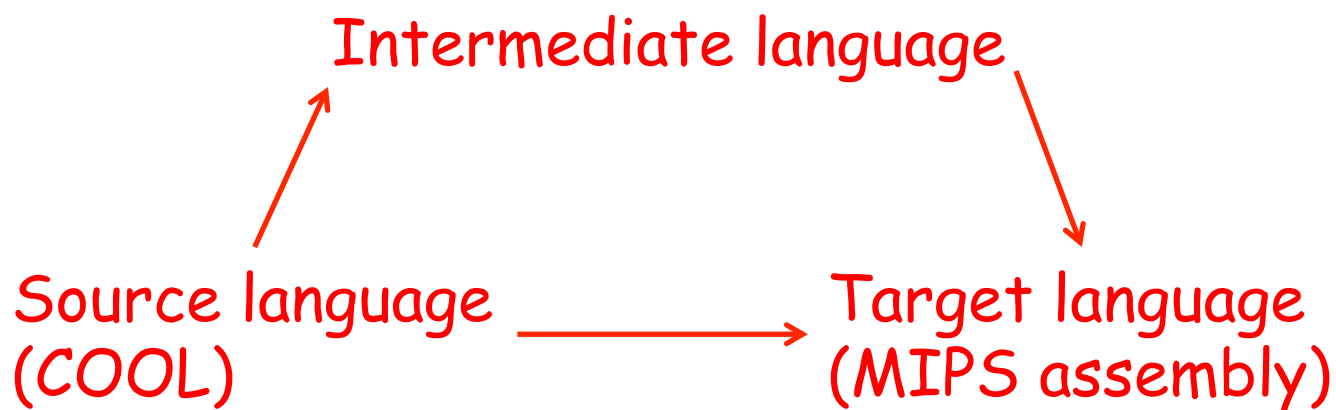 Intermediate language
Source language
(COOL)
Target language
(MIPS assembly)